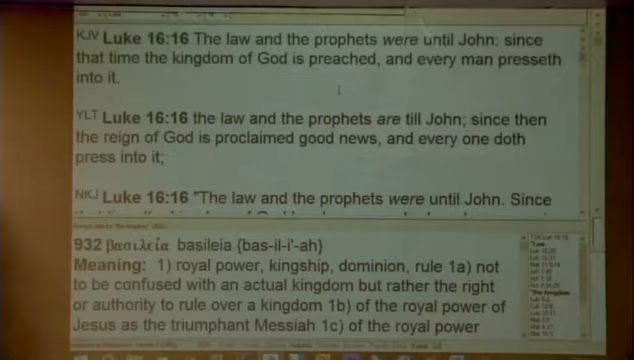 KJV Luke 16:16 The law and the prophets were until John: since
that time the kingdom of God is preached, and every man presseth
into it.
YLT Luke 16:16 the law and the prophets are till John; since then
the reign of God is proclaimed good news, and every one doth
press into it;
NKJ Luke 16:16 "The law and the prophets were until John. Since
932 βασιλεία basileia {bas-il-i'-ah}
Meaning: 1) royal power, kingship, dominion, rule 1a) not
to be confused with an actual kingdom but rather the right
or authority to rule over a kingdom 1b) of the royal power of
Jesus as the triumphant Messiah 1c) of the royal power